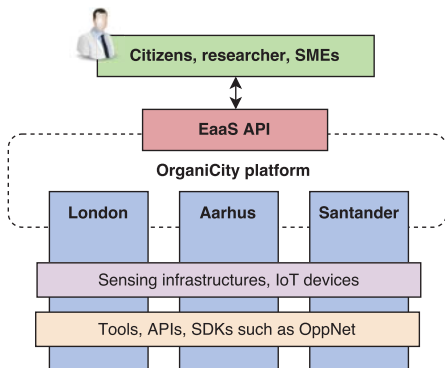 Citizens, researcher, SMEs
EaaS API
OrganiCity platform
London Aarhus Santander
Sensing infrastructures, IoT devices
Tools, APIs, SDKs such as OppNet